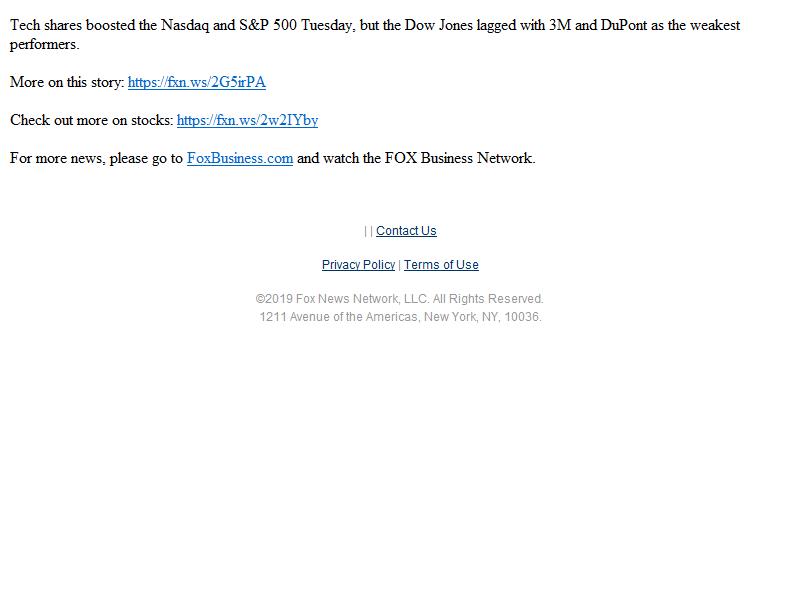 Tech shares boosted the Nasdaq and S&P 500 Tuesday, but the Dow Jones lagged with 3M and DuPont as the weakest
performers.
More on this story: https://fxn.ws/2G5irPA
Check out more on stocks: https://fxn.ws/2w2IYby
For more news, please go to FoxBusiness.com and watch the FOX Business Network.
| | Contact Us
Privacy Policy | Terms of Use
©2019 Fox News Network, LLC. All Rights Reserved.
1211 Avenue of the Americas, New York, NY, 10036.